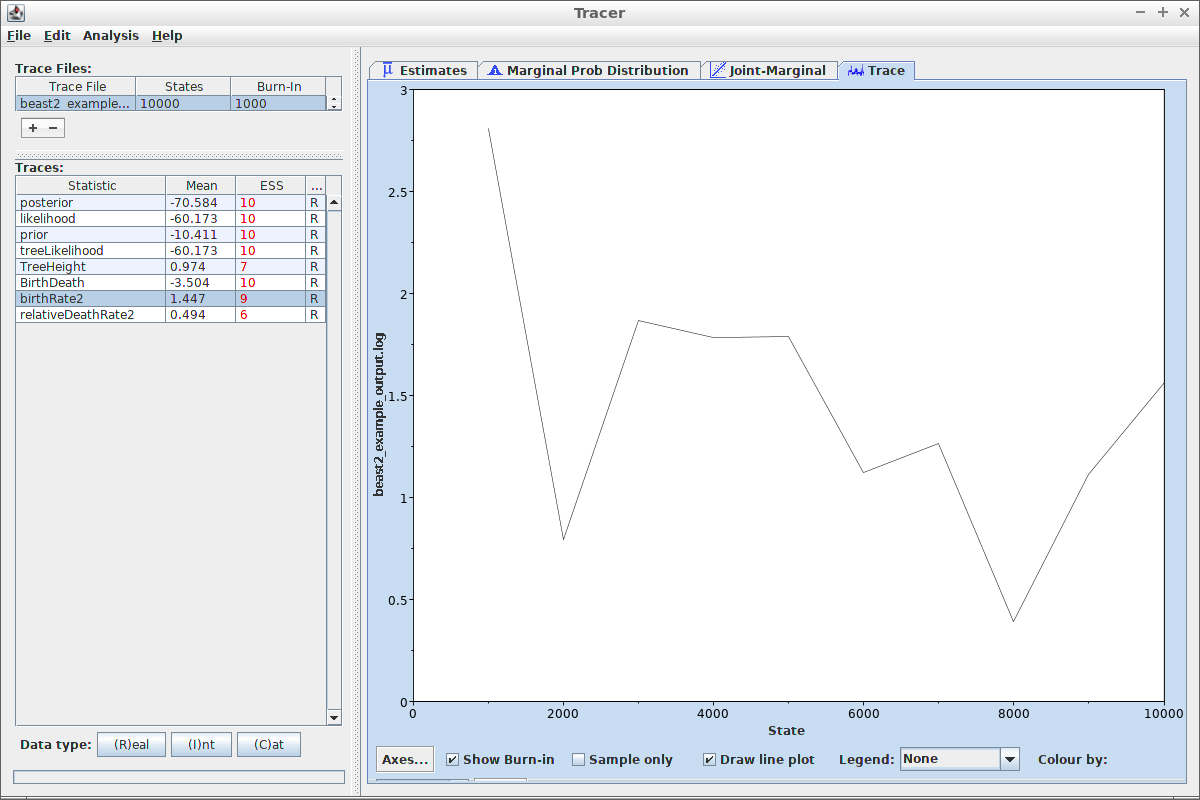 Tracer
File Edit Analysis Help
Trace Files:
Trace File States Burn-In
beast2_example... 10000 1000
+ −
Traces:
Statistic Mean ESS ...
posterior -70.584 10 R
likelihood -60.173 10 R
prior -10.411 10 R
treeLikelihood -60.173 10 R
TreeHeight 0.974 7 R
BirthDeath -3.504 10 R
birthRate2 1.447 9 R
relativeDeathRate2 0.494 6 R
Data type: (R)eal (I)nt (C)at
Estimates Marginal Prob Distribution Joint-Marginal Trace
3
2.5
2
1.5
1
0.5
0
beast2_example_output.log
0 2000 4000 6000 8000 10000
State
Axes... Show Burn-in Sample only Draw line plot Legend: None Colour by: